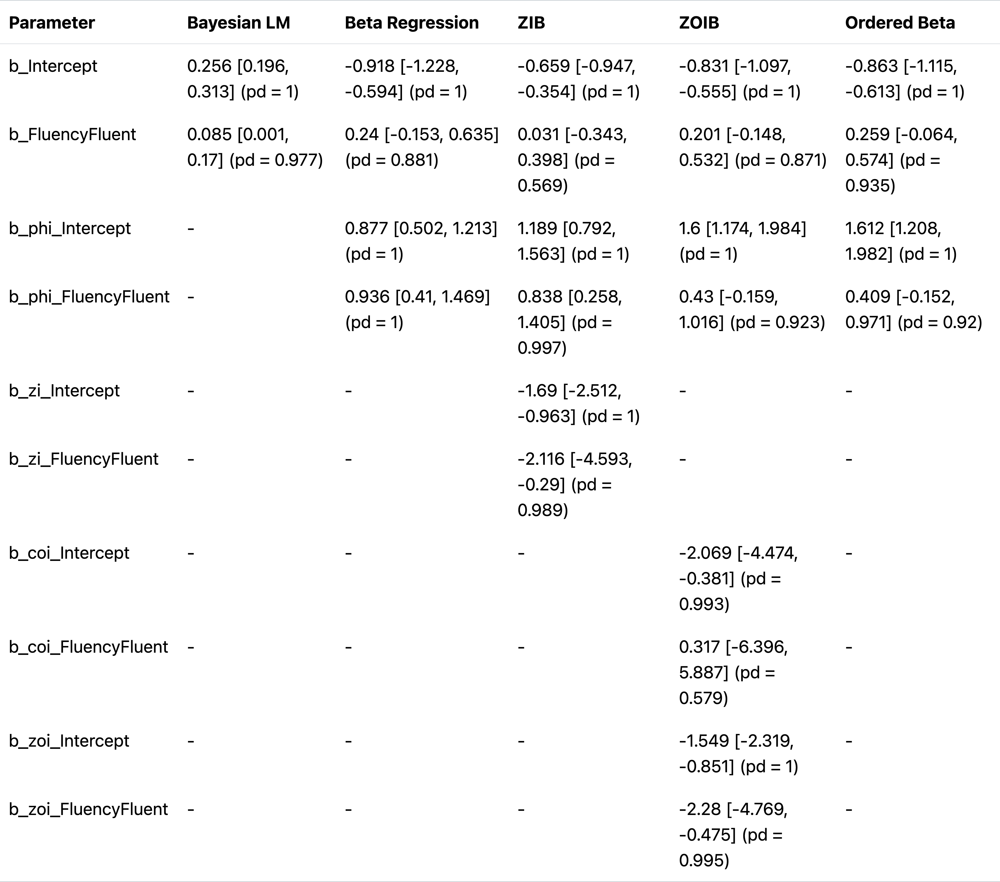 Parameter Bayesian LM Beta Regression ZIB ZOIB Ordered Beta
b_Intercept 0.256 [0.196, -0.918 [-1.228, -0.659 [-0.947, -0.831 [-1.097, -0.863 [-1.115,
0.313] (pd = 1) -0.594] (pd = 1) -0.354] (pd = 1) -0.555] (pd = 1) -0.613] (pd = 1)
b_FluencyFluent 0.085 [0.001, 0.24 [-0.153, 0.635] 0.031 [-0.343, 0.201 [-0.148, 0.259 [-0.064,
0.17] (pd = 0.977) (pd = 0.881) 0.398] (pd = 0.532] (pd = 0.871) 0.574] (pd =
0.569) 0.935)
b_phi_Intercept - 0.877 [0.502, 1.213] 1.189 [0.792, 1.6 [1.174, 1.984] 1.612 [1.208,
(pd = 1) 1.563] (pd = 1) (pd = 1) 1.982] (pd = 1)
b_phi_FluencyFluent - 0.936 [0.41, 1.469] 0.838 [0.258, 0.43 [-0.159, 0.409 [-0.152,
(pd = 1) 1.405] (pd = 1.016] (pd = 0.923) 0.971] (pd = 0.92)
0.997)
b_zi_Intercept - - -1.69 [-2.512, - -
-0.963] (pd = 1)
b_zi_FluencyFluent - - -2.116 [-4.593, - -
-0.29] (pd =
0.989)
b_coi_Intercept - - - -2.069 [-4.474, -
-0.381] (pd =
0.993)
b_coi_FluencyFluent - - - 0.317 [-6.396, -
5.887] (pd =
0.579)
b_zoi_Intercept - - - -1.549 [-2.319, -
-0.851] (pd = 1)
b_zoi_FluencyFluent - - - -2.28 [-4.769, -
-0.475] (pd =
0.995)